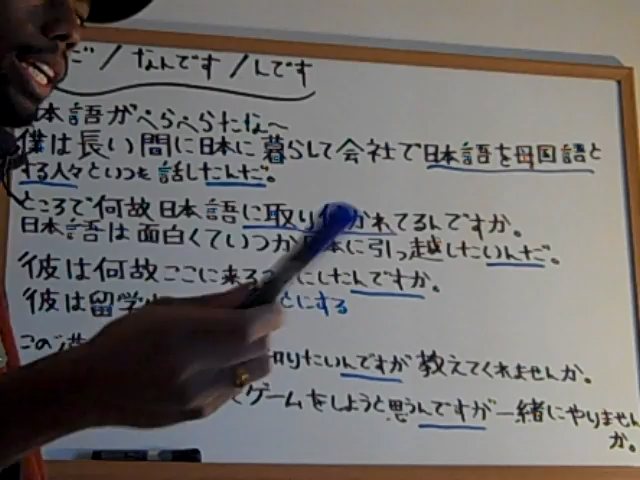 だ／なんです／んです
本語がぺらぺらだな〜
僕は長い間に日本に暮らして会社で日本語を母国語と
する人々といつも話したんだ。
ところで何故日本語に取り付かれてるんですか。
日本語は面白くていつか日本に引っ越したいんだ。
彼は何故ここに来る にしたんですか。
彼は留学 とにする
この
知りたいんですが教えてくれませんか。
ゲームをしようと思うんですが一緒にやりません
か。